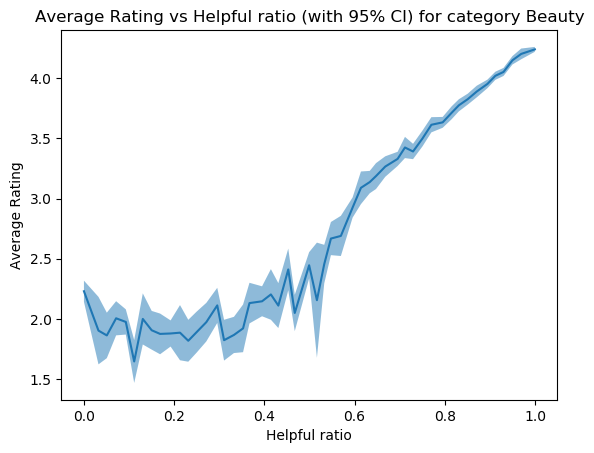 Average Rating vs Helpful ratio (with 95% CI) for category Beauty
Average Rating
4.0
3.5
3.0
2.5
2.0
1.5
0.0 0.2 0.4 0.6 0.8 1.0
Helpful ratio